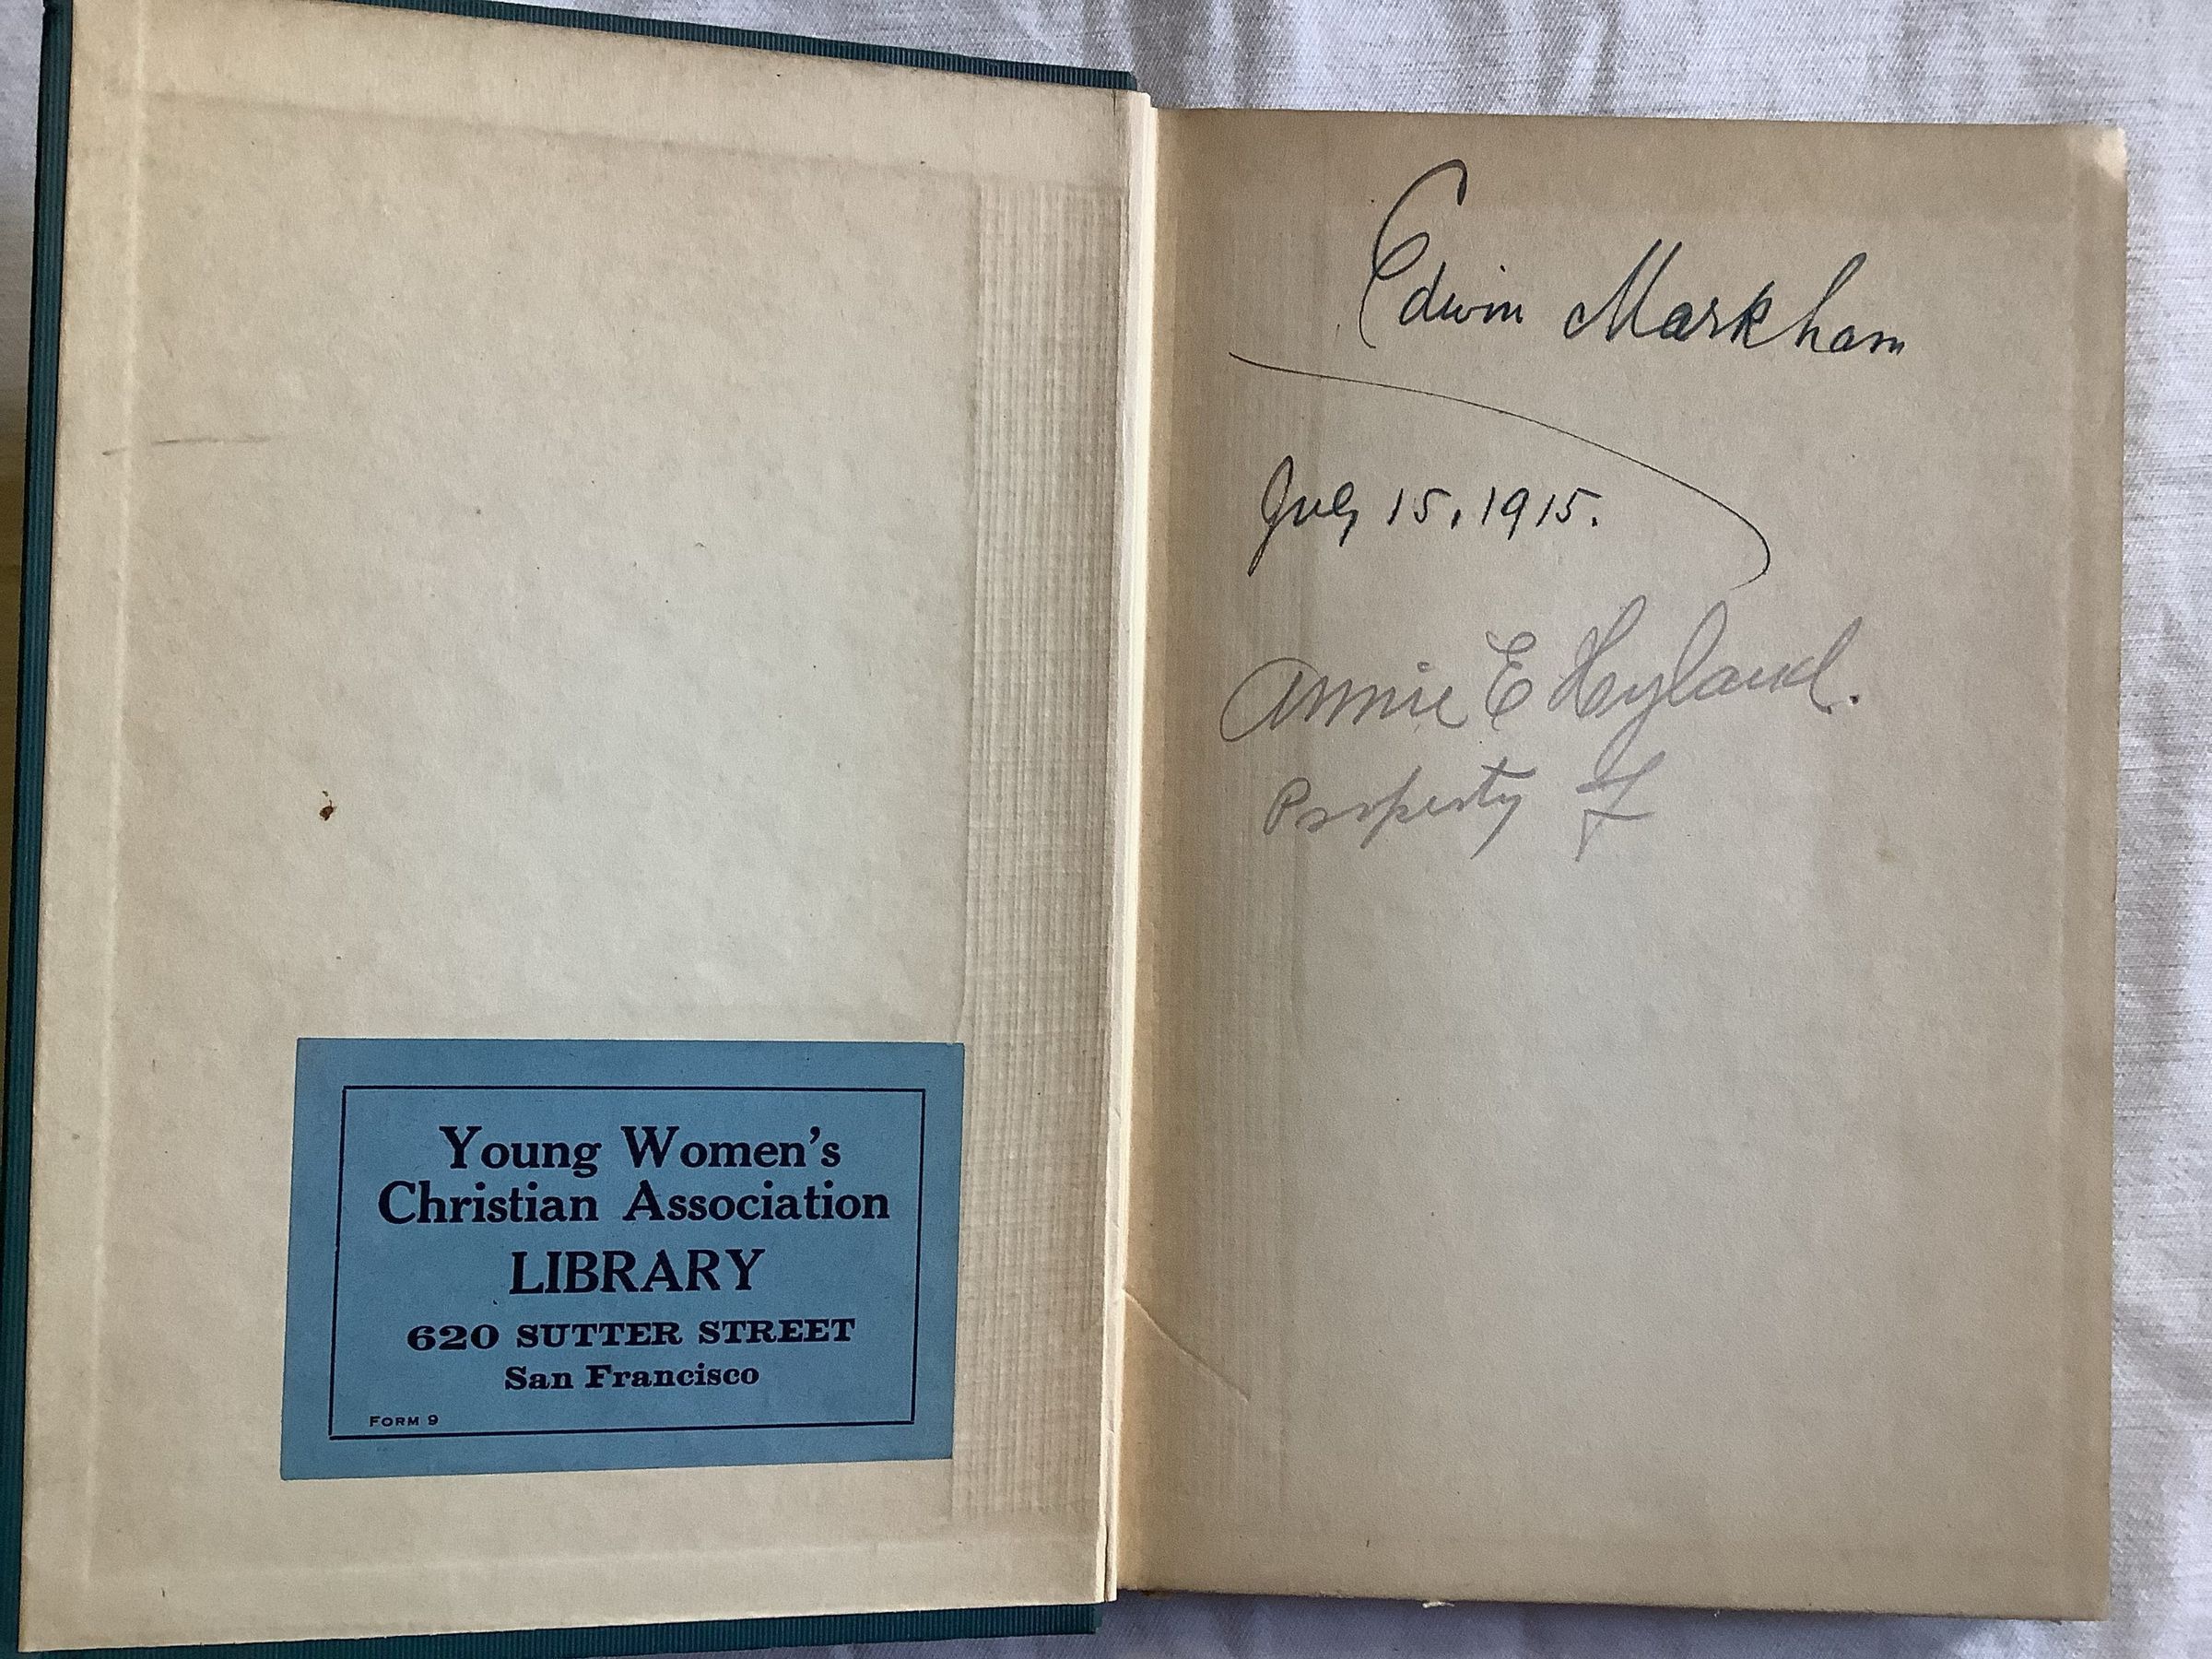 Young Women's
Christian Association
LIBRARY
620 SUTTER STREET
San Francisco
FORM 9
Edwin Markham
July 15, 1915.
Annie E Hyland.
Property of